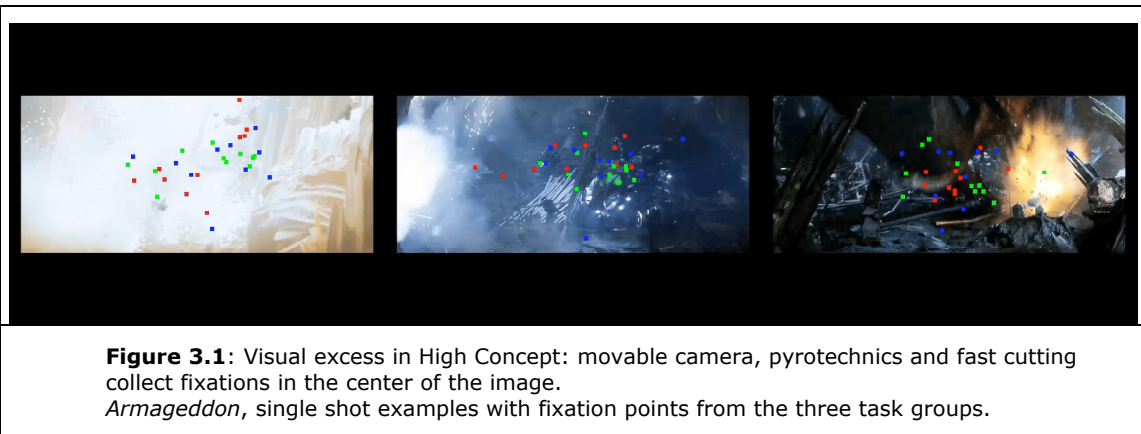 Figure 3.1: Visual excess in High Concept: movable camera, pyrotechnics and fast cutting
collect fixations in the center of the image.
Armageddon, single shot examples with fixation points from the three task groups.